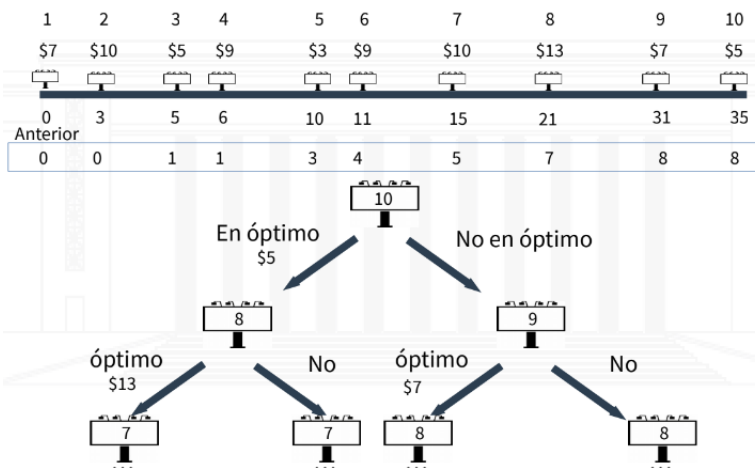 1 2 3 4 5 6 7 8 9 10
$7 $10 $5 $9 $3 $9 $10 $13 $7 $5
0 3 5 6 10 11 15 21 31 35
Anterior
0 0 1 1 3 4 5 7 8 8
10
En óptimo No en óptimo
$5
8 9
óptimo No óptimo No
$13 $7
7 7 8 8